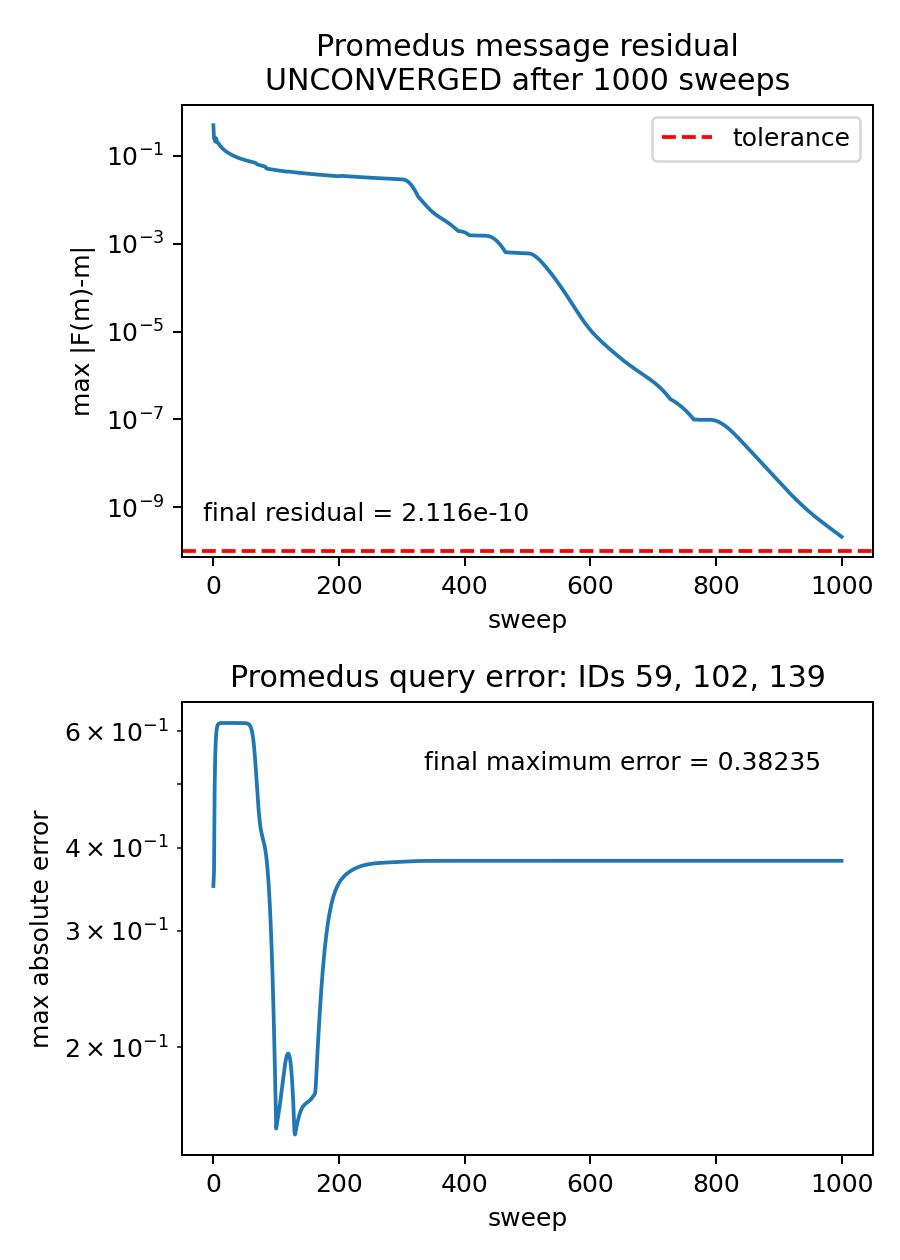 Promedus message residual
UNCONVERGED after 1000 sweeps
max |F(m)-m|
10⁻¹
10⁻³
10⁻⁵
10⁻⁷
10⁻⁹
tolerance
final residual = 2.116e-10
0 200 400 600 800 1000
sweep
Promedus query error: IDs 59, 102, 139
max absolute error
6 × 10⁻¹
4 × 10⁻¹
3 × 10⁻¹
2 × 10⁻¹
final maximum error = 0.38235
0 200 400 600 800 1000
sweep